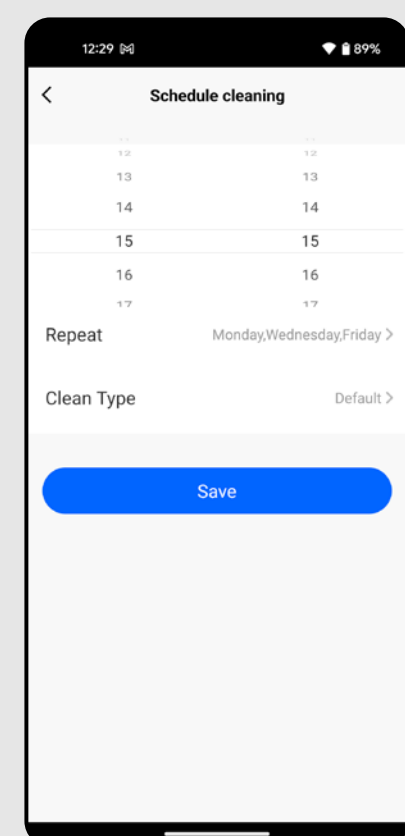 12:29 89%
Schedule cleaning
12 12
13 13
14 14
15 15
16 16
17 17
Repeat Monday,Wednesday,Friday
Clean Type Default
Save